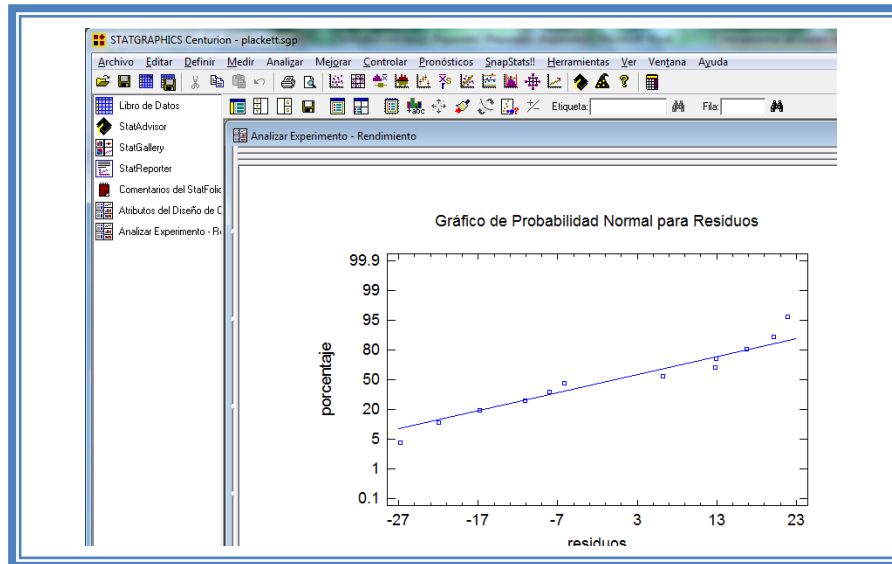 STATGRAPHICS Centurion - plackett.sgp
Archivo Editar Definir Medir Analizar Mejorar Controlar Pronósticos SnapStats!! Herramientas Ver Ventana Ayuda
Etiqueta: Fila:
Libro de Datos
StatAdvisor
StatGallery
StatReporter
Comentarios del StatFolio
Atributos del Diseño de C
Analizar Experimento - R
Analizar Experimento - Rendimiento
Gráfico de Probabilidad Normal para Residuos
99.9
99
95
80
50
20
5
1
0.1
porcentaje
-27 -17 -7 3 13 23
residuos